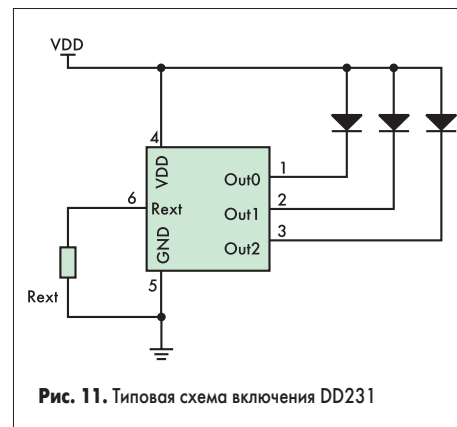 VDD
4
VDD
1
Out0
6
Rext
2
Out1
3
GND
Out2
5
Rext
Рис. 11. Типовая схема включения DD231